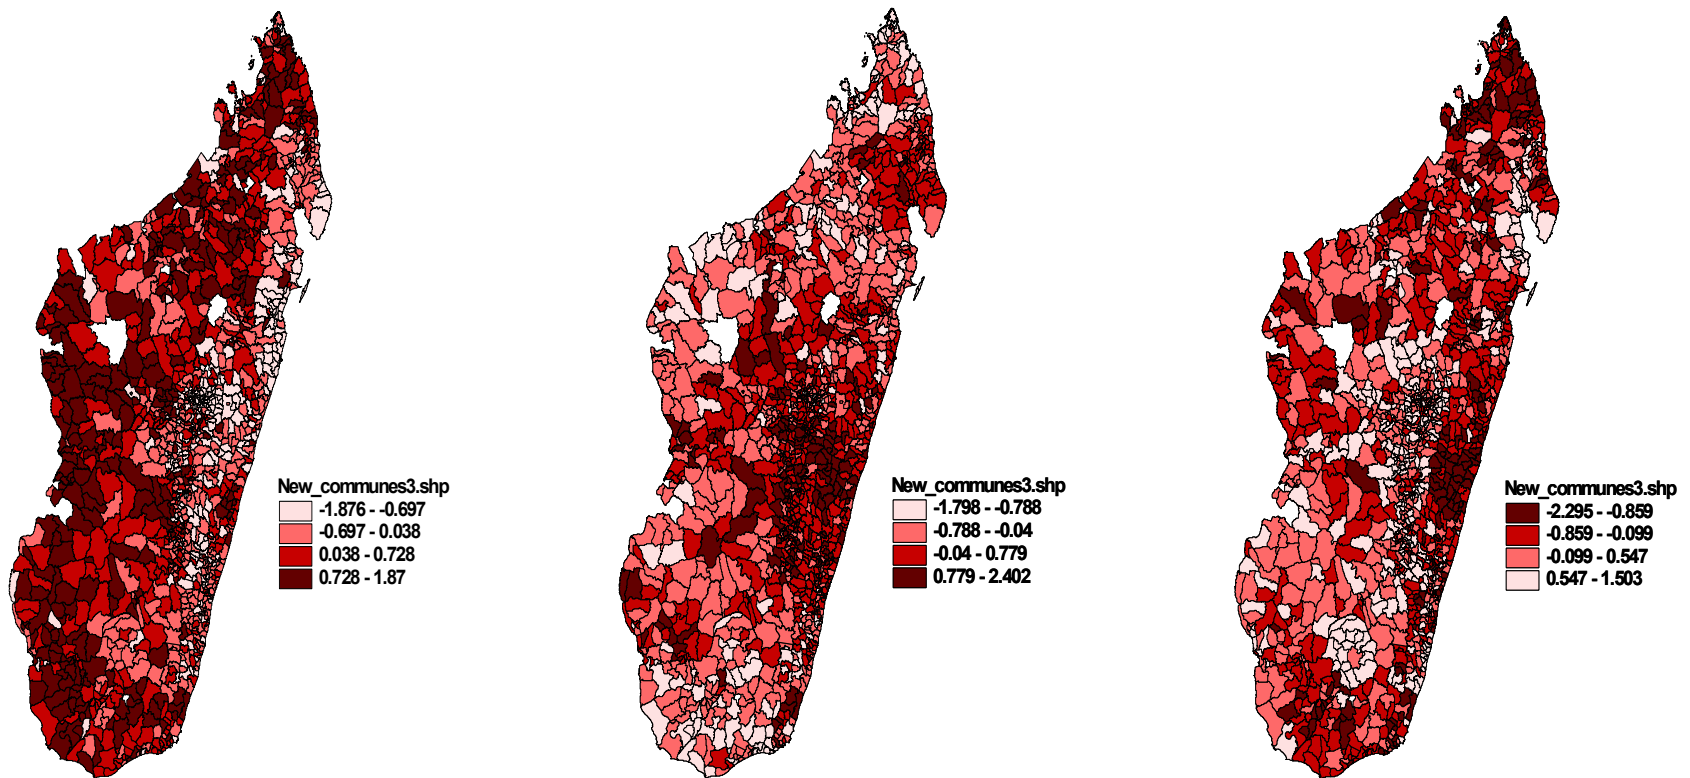 New_communes3.shp
-1.876 - -0.697
-0.697 - 0.038
0.038 - 0.728
0.728 - 1.87
New_communes3.shp
-1.798 - -0.788
-0.788 - -0.04
-0.04 - 0.779
0.779 - 2.402
New_communes3.shp
-2.295 - -0.859
-0.859 - -0.099
-0.099 - 0.547
0.547 - 1.503